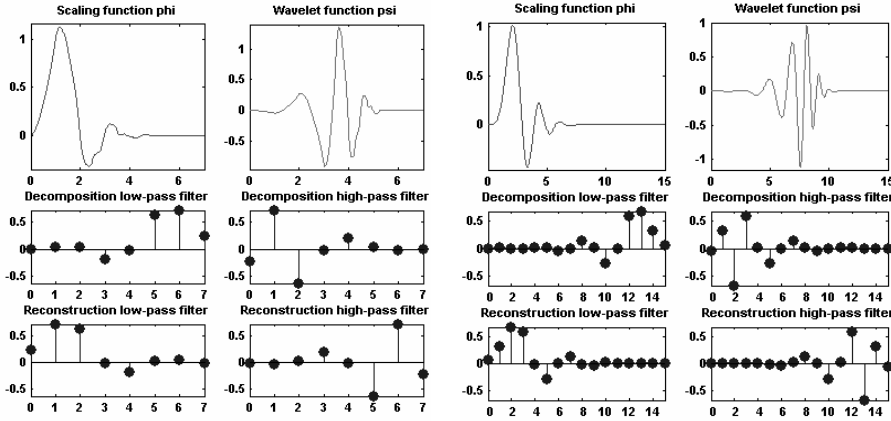 Scaling function phi
Wavelet function psi
1
0.5
0
0 2 4 6
1
0.5
0
-0.5
0 2 4 6
Decomposition low-pass filter
Decomposition high-pass filter
0.5
0
-0.5
0 1 2 3 4 5 6 7
0.5
0
-0.5
0 1 2 3 4 5 6 7
Reconstruction low-pass filter
Reconstruction high-pass filter
0.5
0
-0.5
0 1 2 3 4 5 6 7
0.5
0
-0.5
0 1 2 3 4 5 6 7
Scaling function phi
Wavelet function psi
1
0.5
0
0 5 10 15
1
0.5
0
-0.5
-1
5 10 15
Decomposition low-pass filter
Decomposition high-pass filter
0.5
0
-0.5
0 2 4 6 8 10 12 14
0.5
0
-0.5
0 2 4 6 8 10 12 14
Reconstruction low-pass filter
Reconstruction high-pass filter
0.5
0
-0.5
0 2 4 6 8 10 12 14
0.5
0
-0.5
0 2 4 6 8 10 12 14